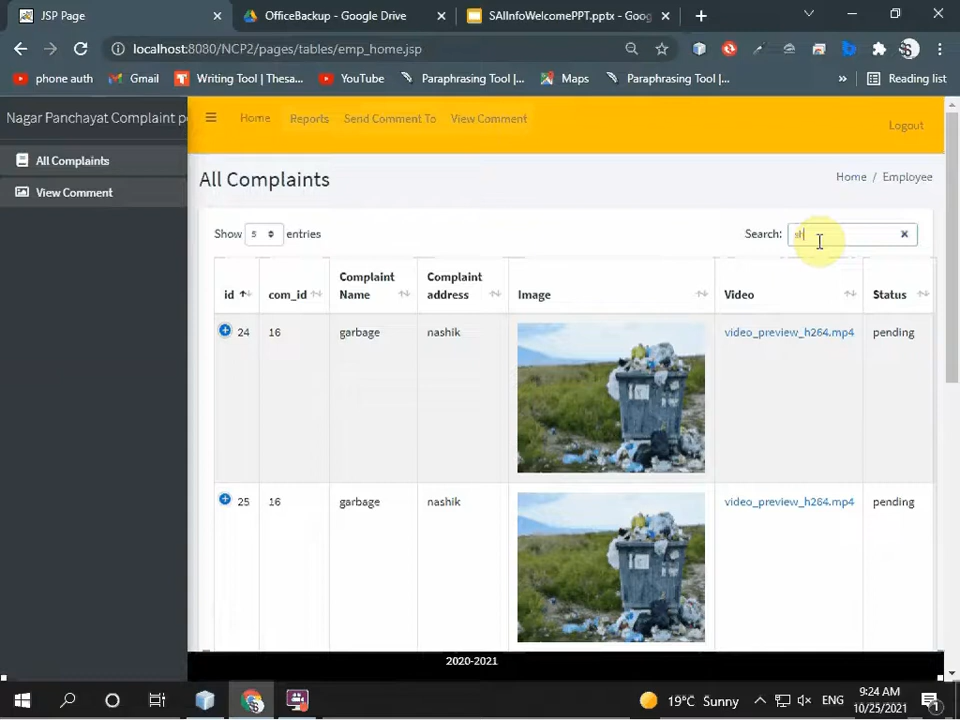 JSP Page
OfficeBackup - Google Drive
SAIInfoWelcomePPT.pptx - Goog
localhost:8080/NCP2/pages/tables/emp_home.jsp
phone auth
Gmail
Writing Tool | Thesa...
YouTube
Paraphrasing Tool |...
Maps
Paraphrasing Tool |...
»
Reading list
Nagar Panchayat Complaint po
Home
Reports
Send Comment To
View Comment
Logout
All Complaints
View Comment
All Complaints
Home / Employee
Show 5 entries
Search: sh
id
com_id
Complaint Name
Complaint address
Image
Video
Status
24 16 garbage nashik video_preview_h264.mp4 pending
25 16 garbage nashik video_preview_h264.mp4 pending
2020-2021
19°C Sunny
ENG
9:24 AM
10/25/2021
1